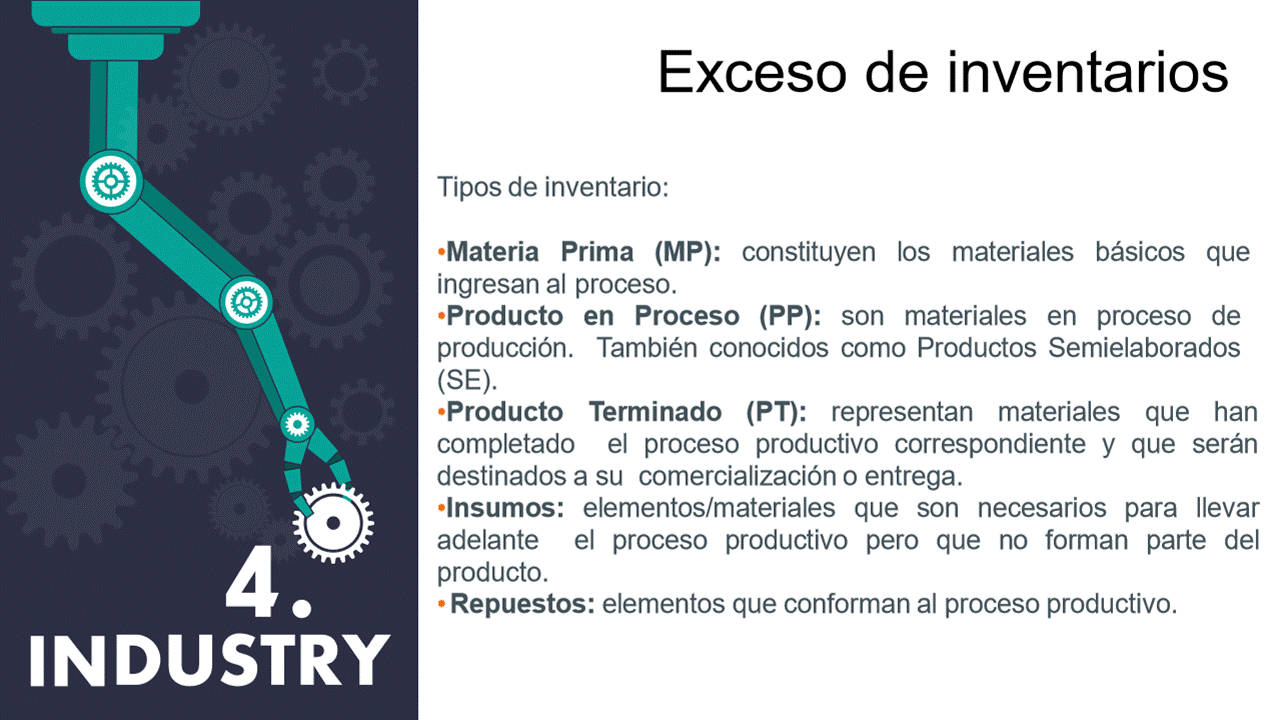 Exceso de inventarios
Tipos de inventario:
•Materia Prima (MP): constituyen los materiales básicos que
ingresan al proceso.
•Producto en Proceso (PP): son materiales en proceso de
producción. También conocidos como Productos Semielaborados
(SE).
•Producto Terminado (PT): representan materiales que han
completado el proceso productivo correspondiente y que serán
destinados a su comercialización o entrega.
•Insumos: elementos/materiales que son necesarios para llevar
adelante el proceso productivo pero que no forman parte del
producto.
•Repuestos: elementos que conforman al proceso productivo.
4.
INDUSTRY